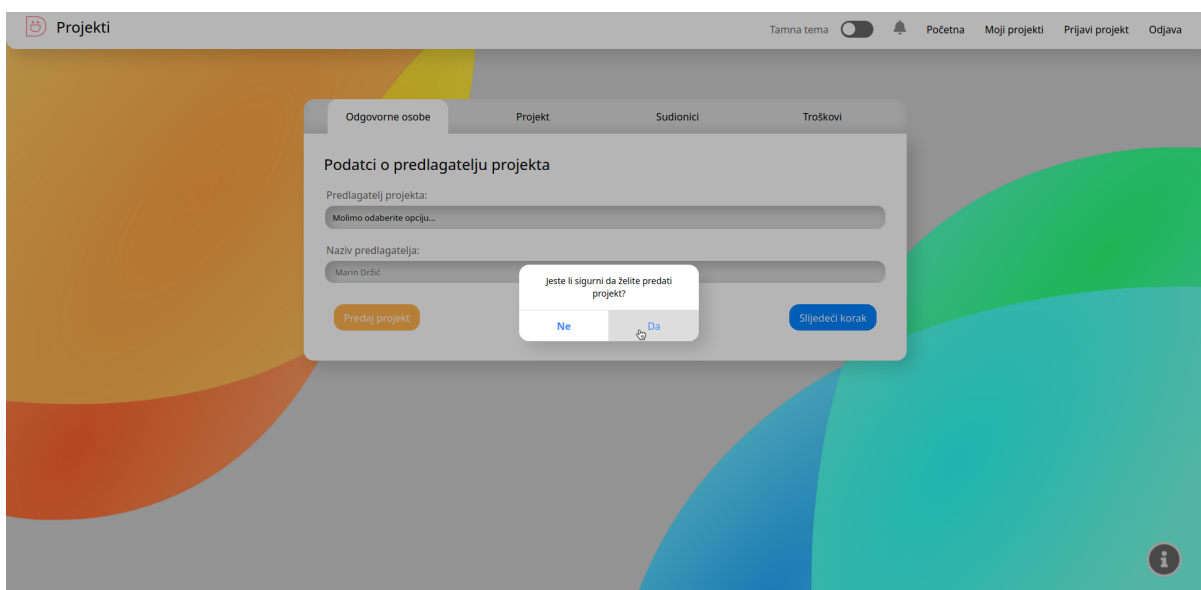 Projekti
Tamna tema
Početna
Moji projekti
Prijavi projekt
Odjava
Odgovorne osobe
Projekt
Sudionici
Troškovi
Podatci o predlagatelju projekta
Predlagatelj projekta:
Molimo odaberite opciju...
Naziv predlagatelja:
Marin Držić
Jeste li sigurni da želite predati
projekt?
Ne
Da
Predaj projekt
Slijedeći korak